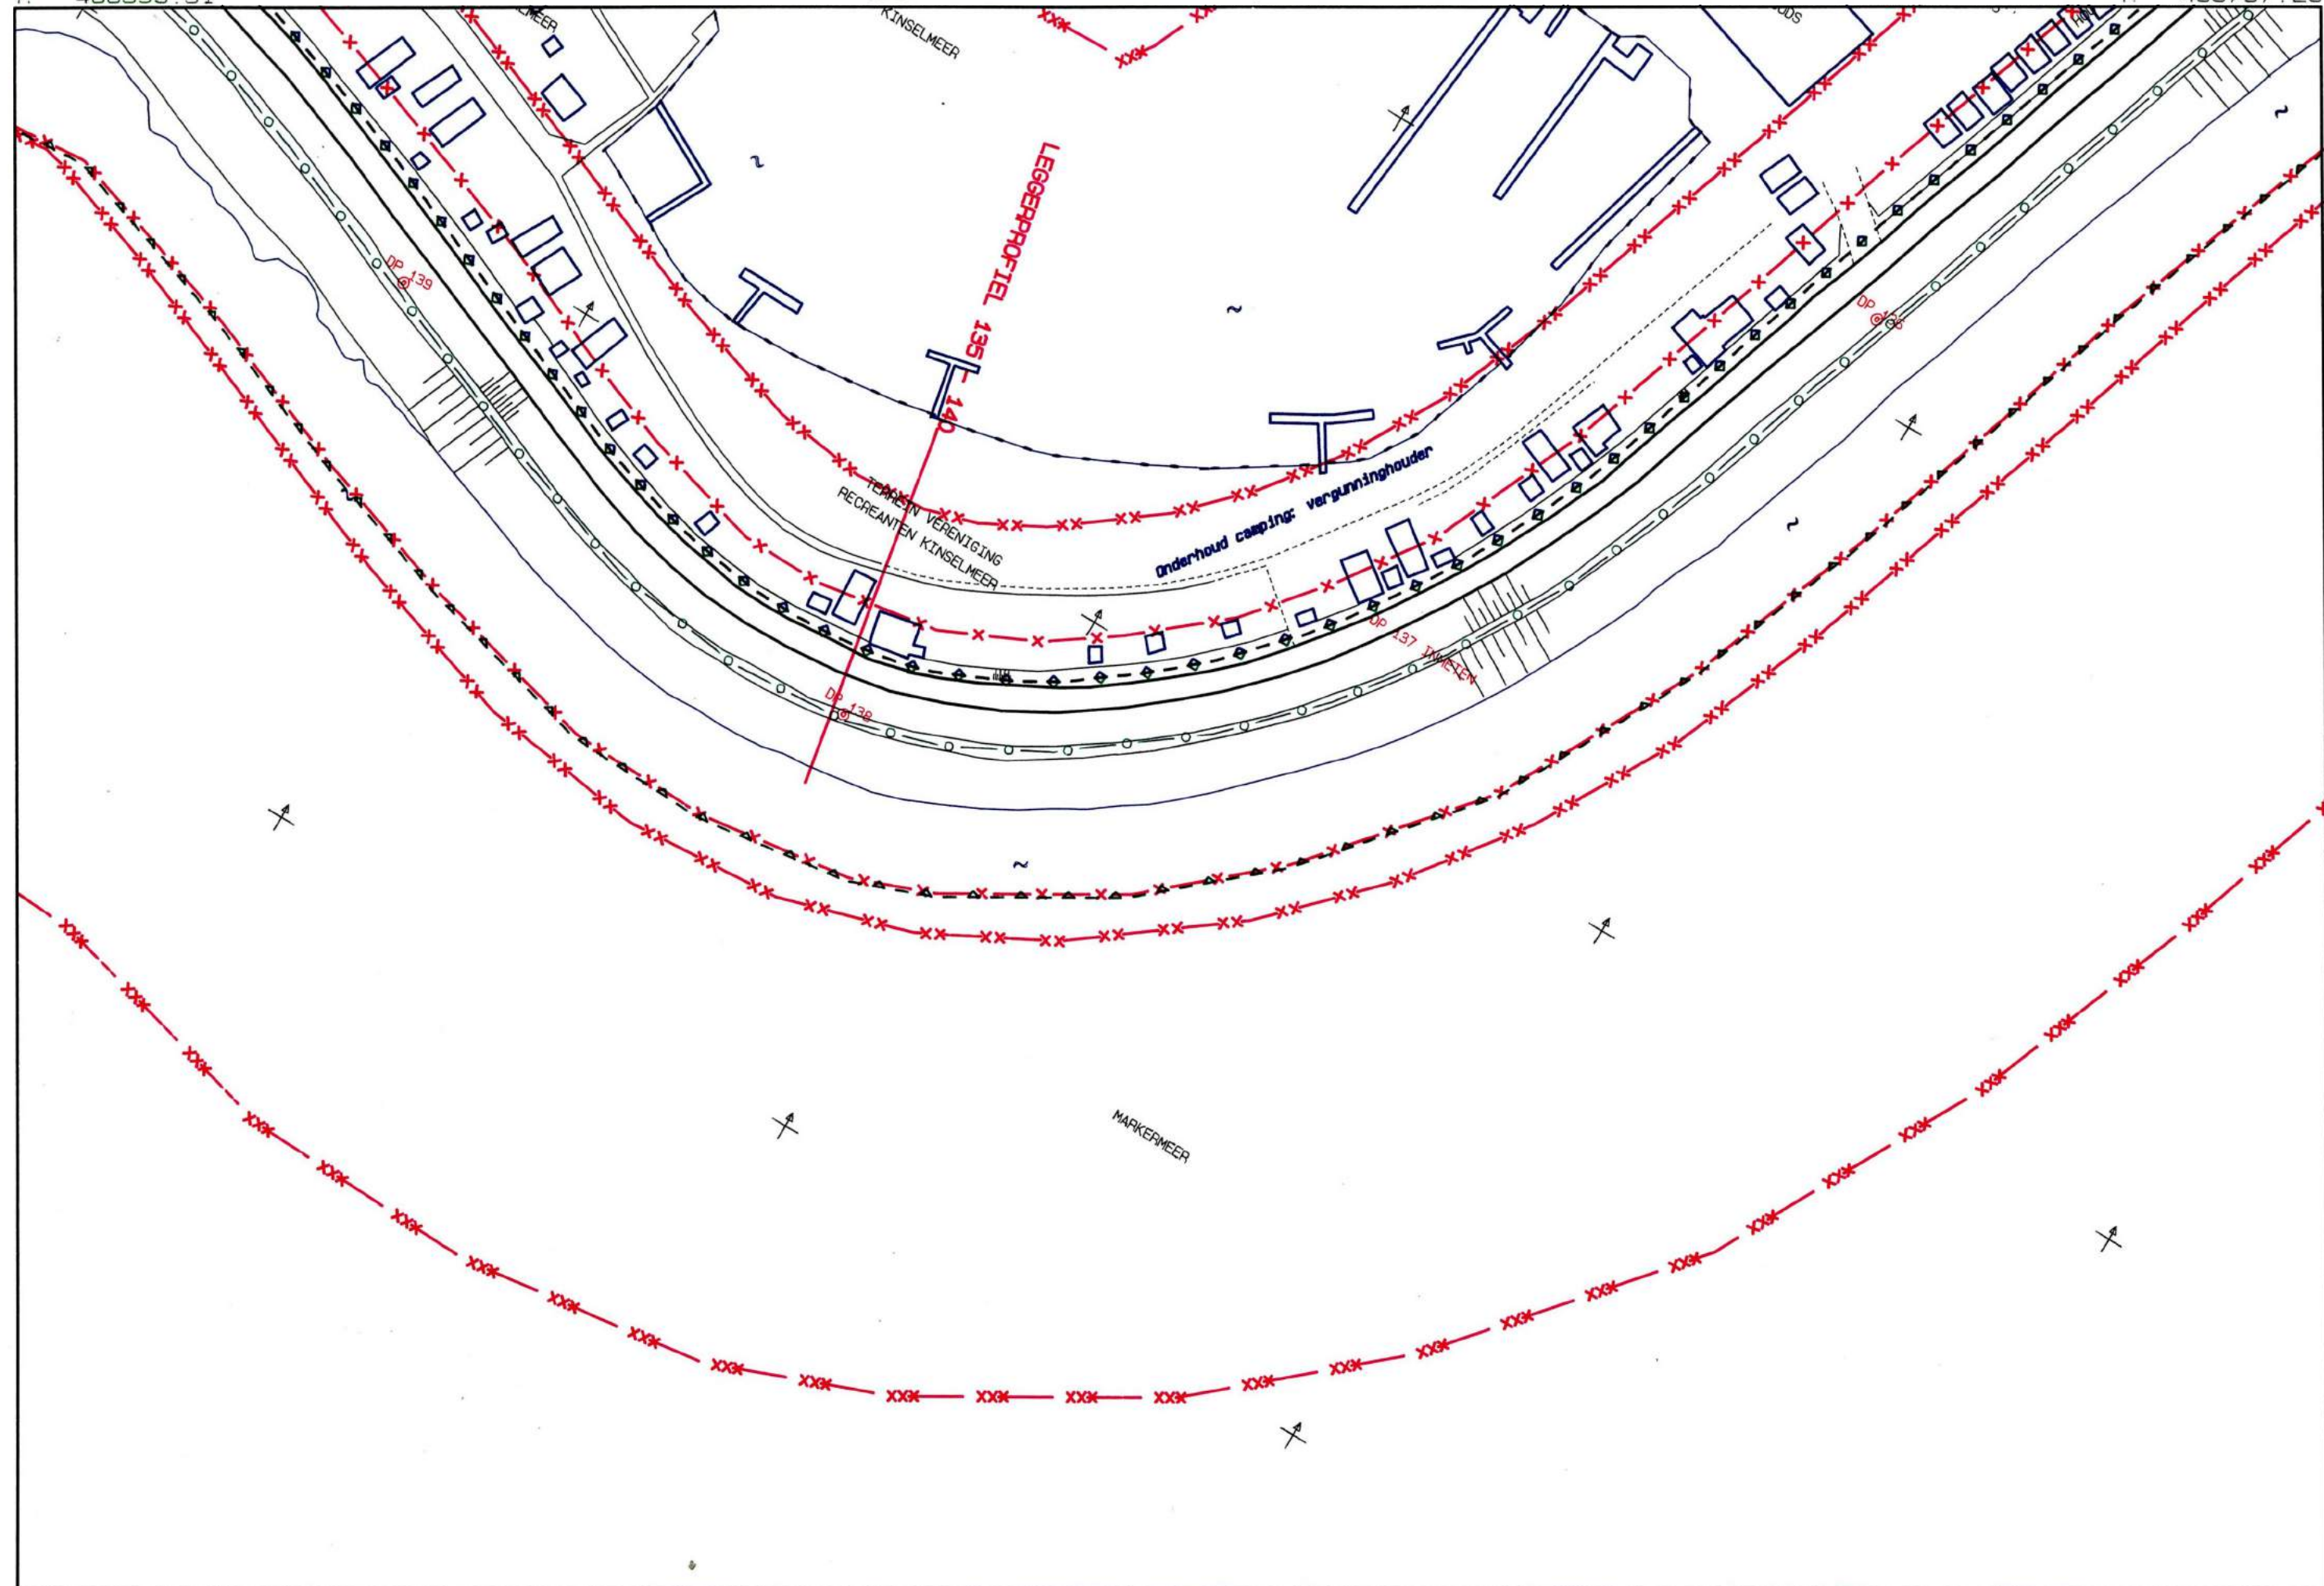 KINSELMEER
LEGGERPROFIEL 135 - 140
DP 139
DP
TERREIN VERENIGING
RECREANTEN KINSELMEER
Onderhoud camping: vergunninghouder
DP 137 INMETEN
DP 138
MARKERMEER